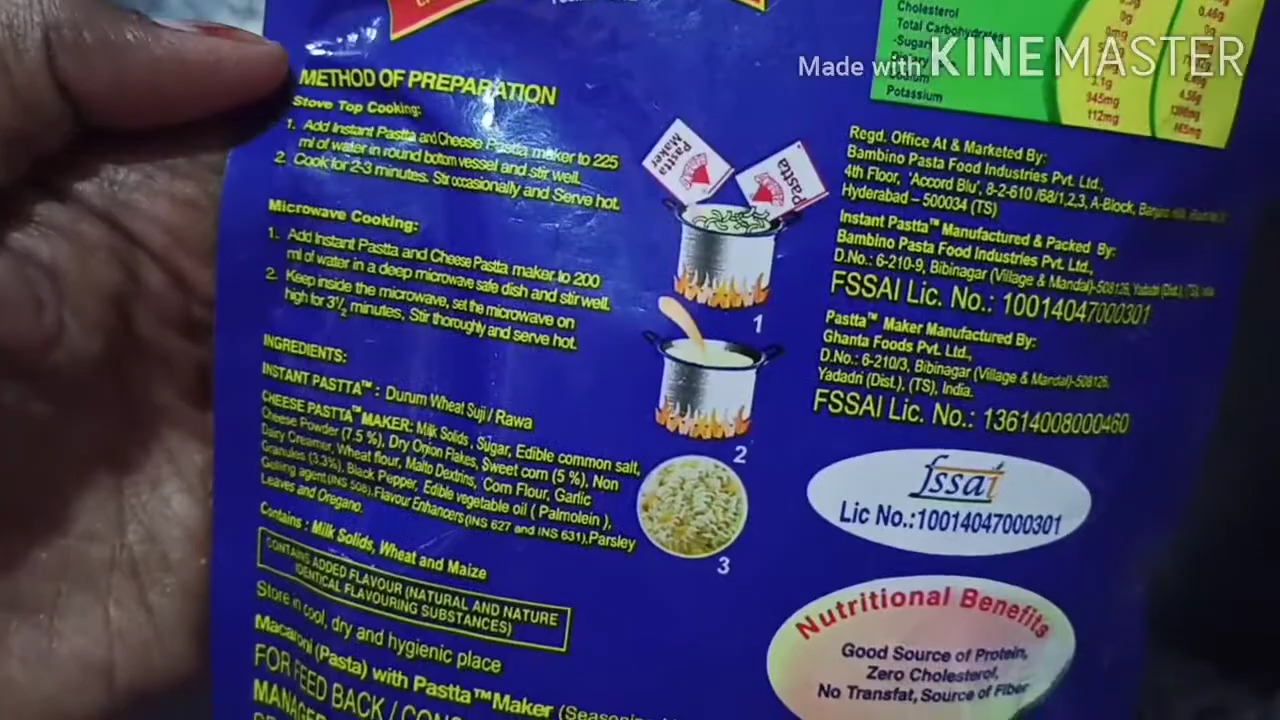 METHOD OF PREPARATION
Stove Top Cooking:
1. Add Instant Pastta and Cheese Pastta maker to 225
ml of water in round bottom vessel and stir well.
2. Cook for 2-3 minutes. Stir occasionally and Serve hot.
Microwave Cooking:
1. Add Instant Pastta and Cheese Pastta maker to 200
ml of water in a deep microwave safe dish and stir well.
2. Keep inside the microwave, set the microwave on
high for 3½ minutes, Stir thoroughly and serve hot.
INGREDIENTS:
INSTANT PASTTA™ : Durum Wheat Suji / Rawa
CHEESE PASTTA™ MAKER: Milk Solids, Sugar, Edible common salt,
Cheese Powder (7.5 %), Dry Onion Flakes, Sweet corn (5 %), Non
Dairy Creamer, Wheat flour, Malto Dextrins, Corn Flour, Garlic
Granules (3.3%), Black Pepper, Edible vegetable oil ( Palmolein ),
Gelling agent (INS 508). Flavour Enhancers (INS 627 and INS 631), Parsley
Leaves and Oregano.
Contains : Milk Solids, Wheat and Maize
CONTAINS ADDED FLAVOUR (NATURAL AND NATURE
IDENTICAL FLAVOURING SUBSTANCES)
Store in cool, dry and hygienic place
Macaroni (Pasta) with Pastta™ Maker
FOR FEED BACK /
Pastta
Maker
Pastta
1
2
3
Cholesterol
Total Carbohydrates
Potassium
0.46g
0g
945mg
112mg
Made with KINEMASTER
Regd. Office At & Marketed By:
Bambino Pasta Food Industries Pvt. Ltd.,
4th Floor, 'Accord Blu', 8-2-610 /68/1,2,3, A-Block,
Hyderabad – 500034 (TS)
Instant Pastta™ Manufactured & Packed By:
Bambino Pasta Food Industries Pvt. Ltd.,
D.No.: 6-210-9, Bibinagar (Village & Mandal)-508126, Yadadri (Dist.), (TS),
FSSAI Lic. No.: 10014047000301
Pastta™ Maker Manufactured By:
Ghanta Foods Pvt. Ltd.,
D.No.: 6-210/3, Bibinagar (Village & Mandal)-508126,
Yadadri (Dist.), (TS), India.
FSSAI Lic. No.: 13614008000460
fssai
Lic No.:10014047000301
Nutritional Benefits
Good Source of Protein,
Zero Cholesterol,
No Transfat, Source of Fiber